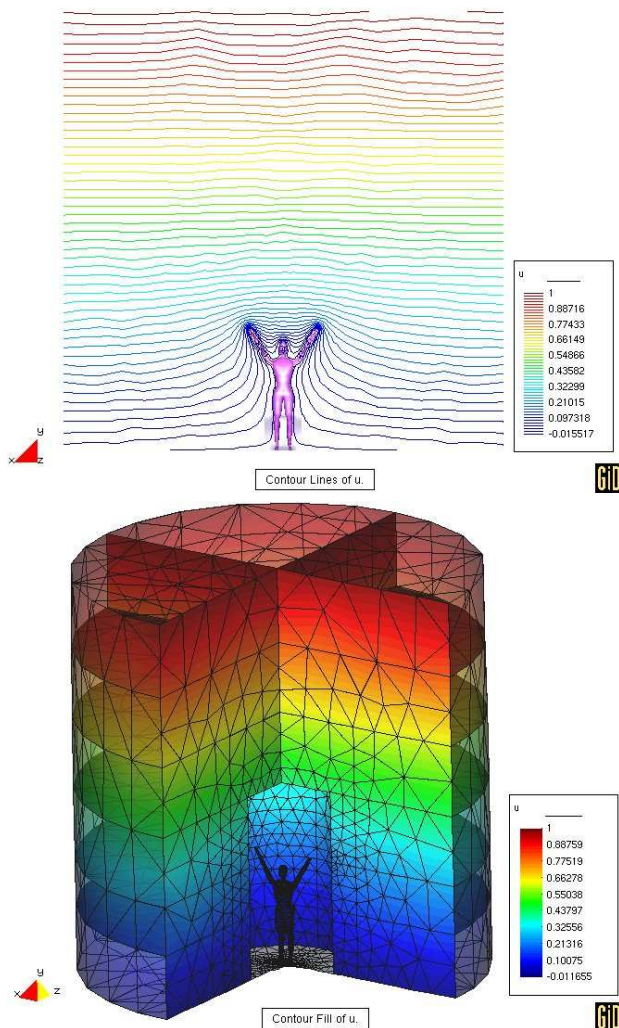 u
1
0.88716
0.77433
0.66149
0.54866
0.43582
0.32299
0.21015
0.097318
-0.015517
y
x z
Contour Lines of u.
GiD
u
1
0.88759
0.77519
0.66278
0.55038
0.43797
0.32556
0.21316
0.10075
-0.011655
y
x z
Contour Fill of u.
GiD